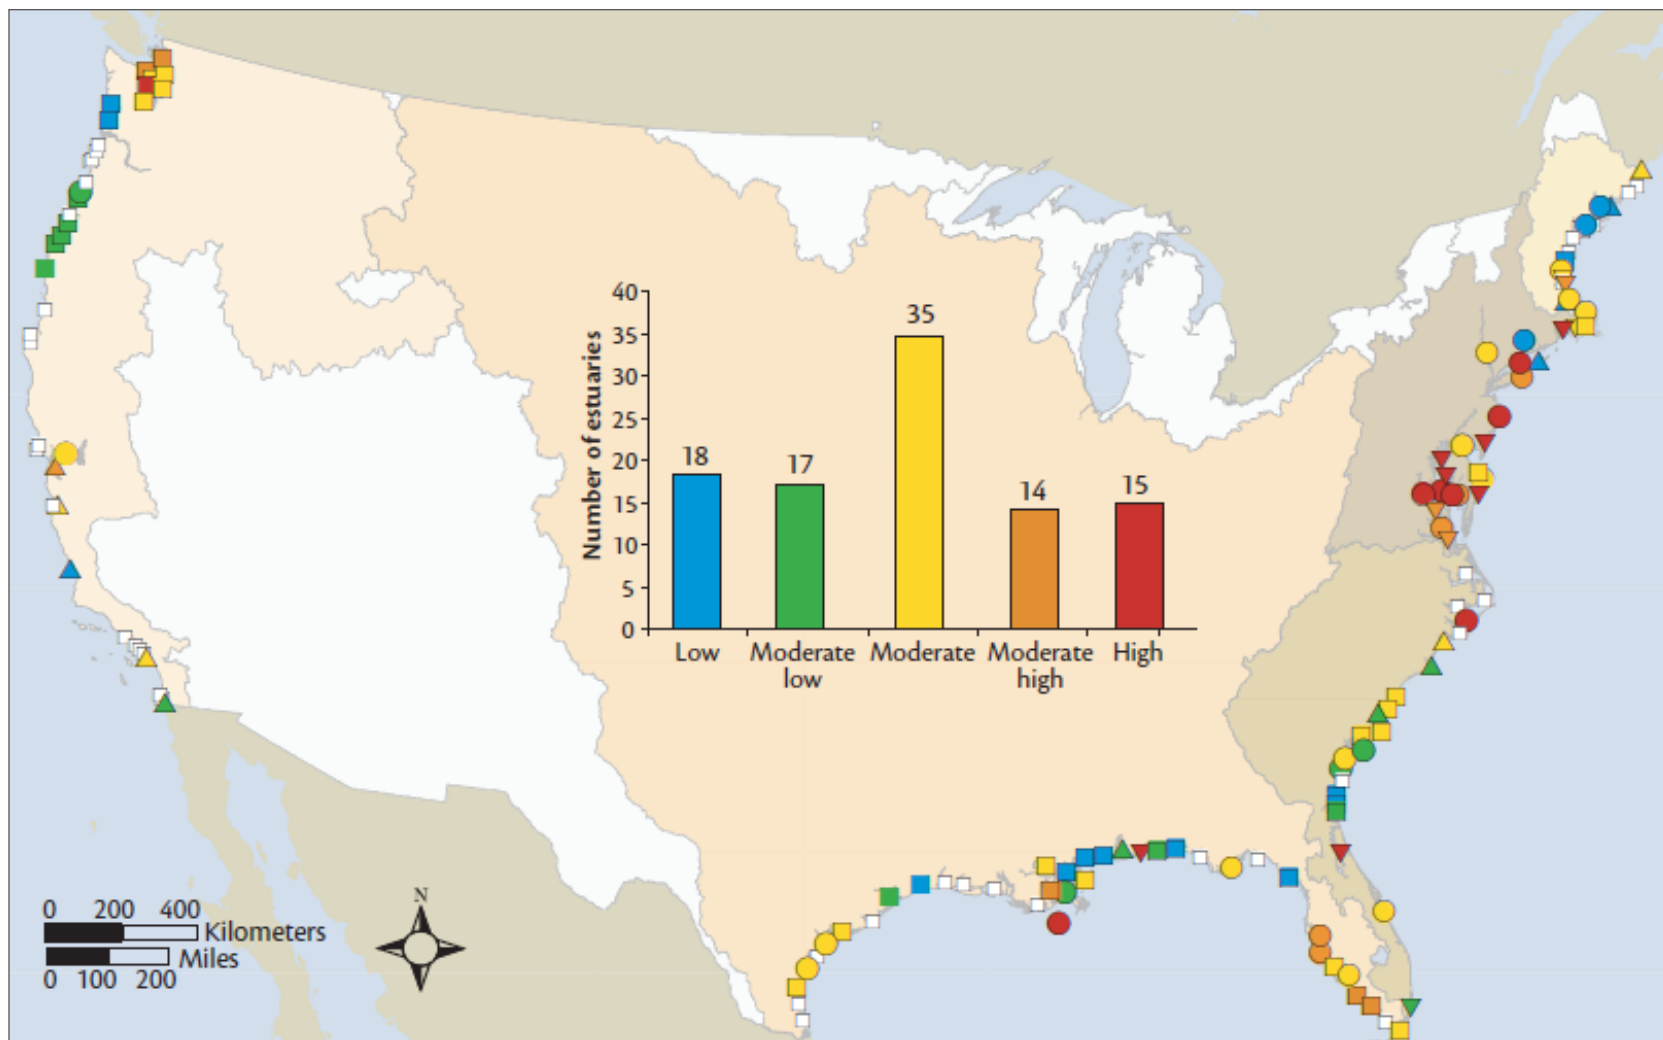 40
35
30
25
20
15
10
5
0
Number of estuaries
18
17
35
14
15
Low
Moderate
low
Moderate
Moderate
high
High
N
0 200 400
Kilometers
Miles
0 100 200